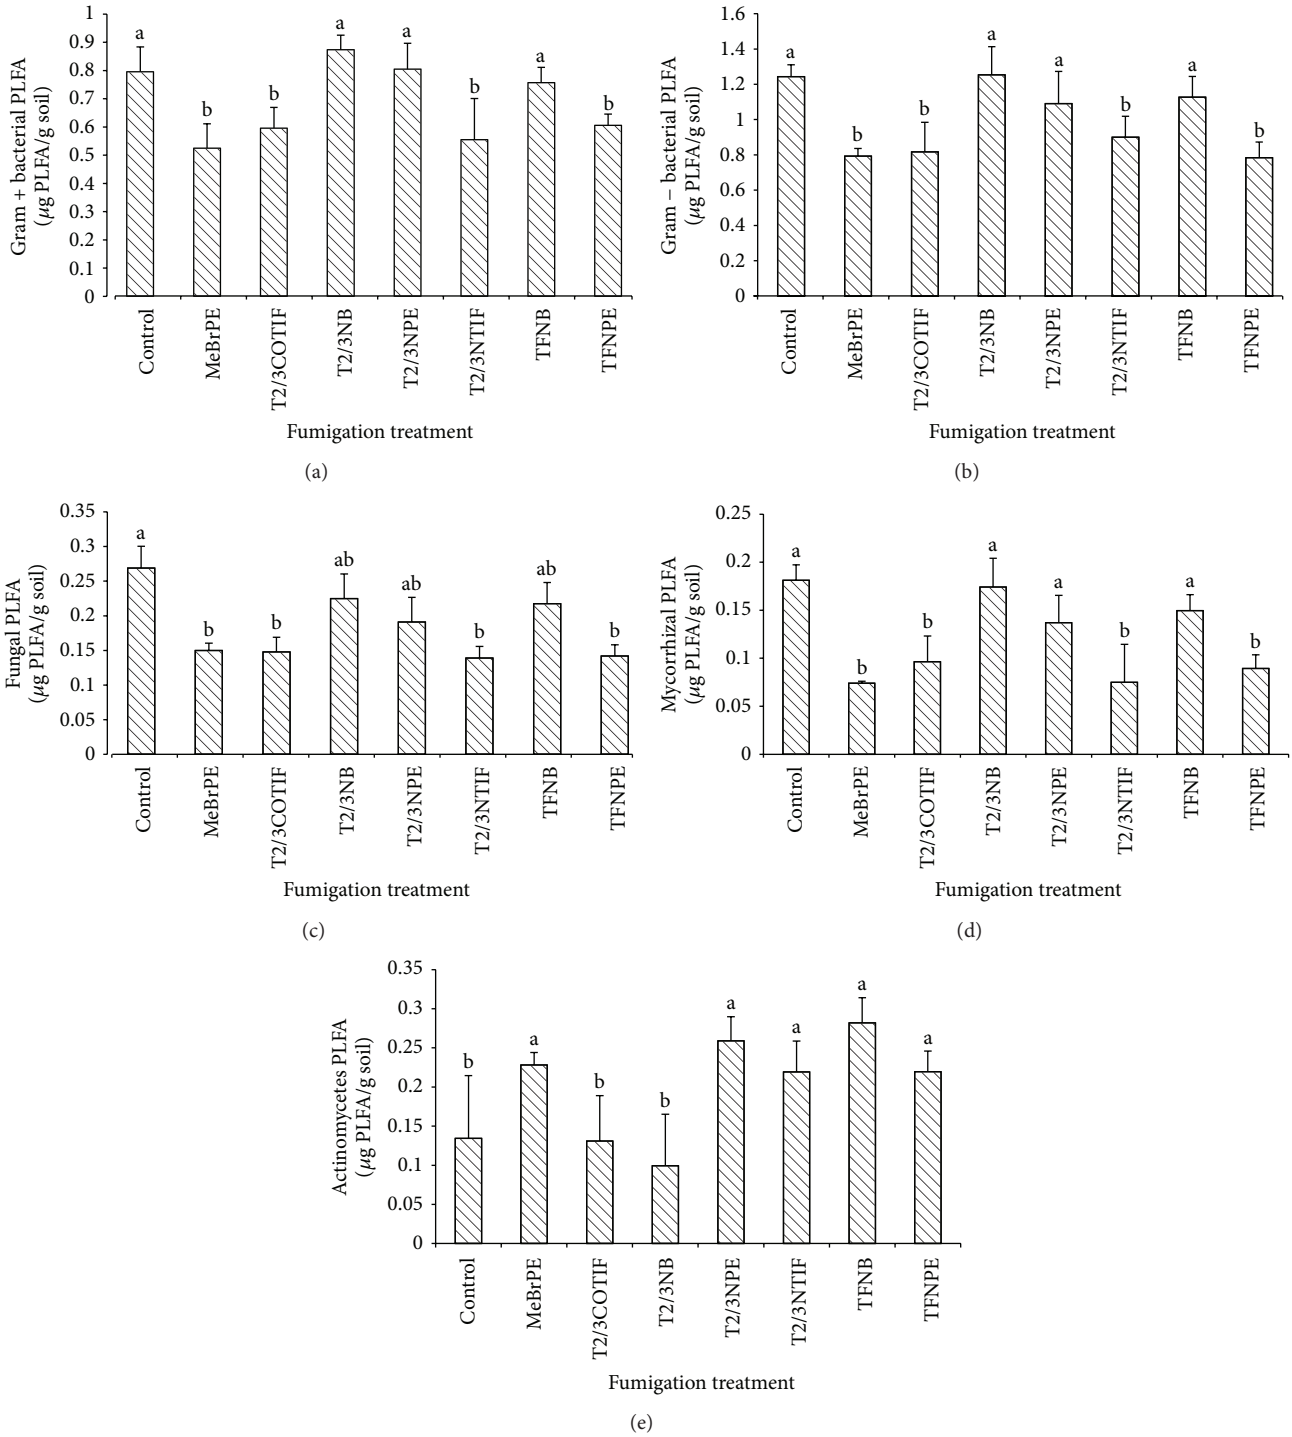 Gram + bacterial PLFA
(μg PLFA/g soil)
1
0.9
0.8
0.7
0.6
0.5
0.4
0.3
0.2
0.1
0
a
b
b
a
a
b
a
b
Control
MeBrPE
T2/3COTIF
T2/3NB
T2/3NPE
T2/3NTIF
TFNB
TFNPE
Fumigation treatment
(a)
Gram − bacterial PLFA
(μg PLFA/g soil)
1.6
1.4
1.2
1
0.8
0.6
0.4
0.2
0
a
b
b
a
a
b
a
b
Control
MeBrPE
T2/3COTIF
T2/3NB
T2/3NPE
T2/3NTIF
TFNB
TFNPE
Fumigation treatment
(b)
Fungal PLFA
(μg PLFA/g soil)
0.35
0.3
0.25
0.2
0.15
0.1
0.05
0
a
b
b
ab
ab
b
ab
b
Control
MeBrPE
T2/3COTIF
T2/3NB
T2/3NPE
T2/3NTIF
TFNB
TFNPE
Fumigation treatment
(c)
Mycorrhizal PLFA
(μg PLFA/g soil)
0.25
0.2
0.15
0.1
0.05
0
a
b
b
a
a
b
a
b
Control
MeBrPE
T2/3COTIF
T2/3NB
T2/3NPE
T2/3NTIF
TFNB
TFNPE
Fumigation treatment
(d)
Actinomycetes PLFA
(μg PLFA/g soil)
0.35
0.3
0.25
0.2
0.15
0.1
0.05
0
b
a
b
b
a
a
a
a
Control
MeBrPE
T2/3COTIF
T2/3NB
T2/3NPE
T2/3NTIF
TFNB
TFNPE
Fumigation treatment
(e)